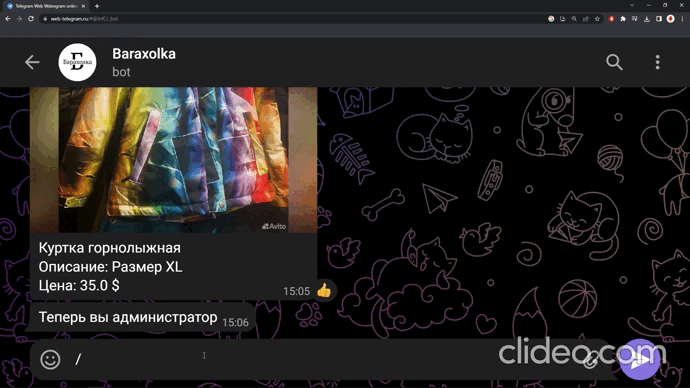 Telegram Web Webogram online
web-telegram.ru
Барахолка
Baraxolka
bot
Avito
Куртка горнолыжная
Описание: Размер XL
Цена: 35.0 $
15:05
Теперь вы администратор
15:06
/
clideo.com